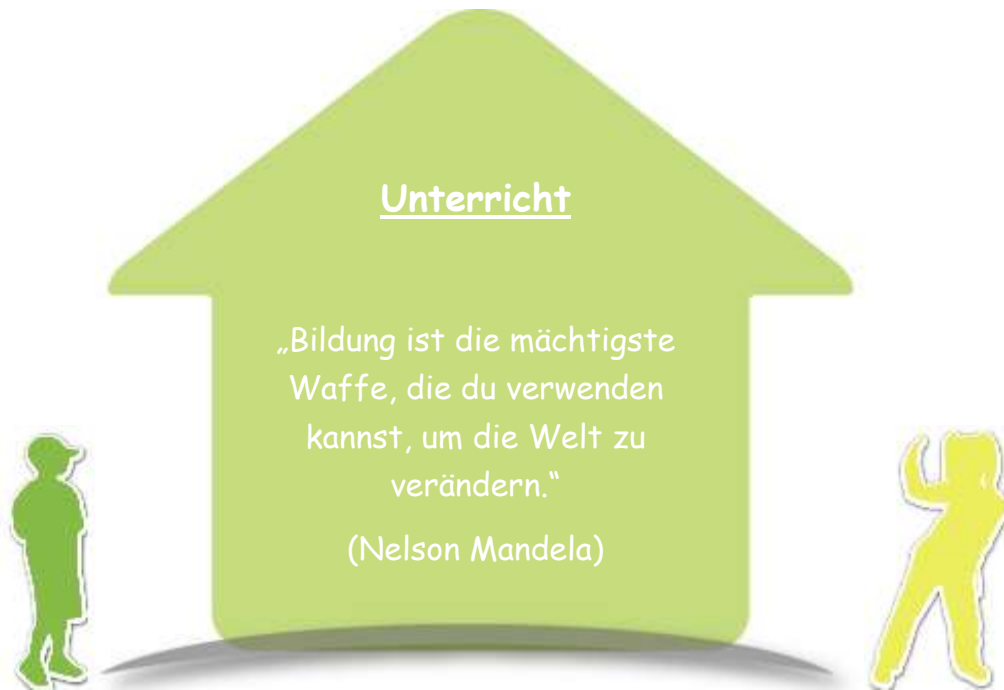 Unterricht
„Bildung ist die mächtigste
Waffe, die du verwenden
kannst, um die Welt zu
verändern.“
(Nelson Mandela)